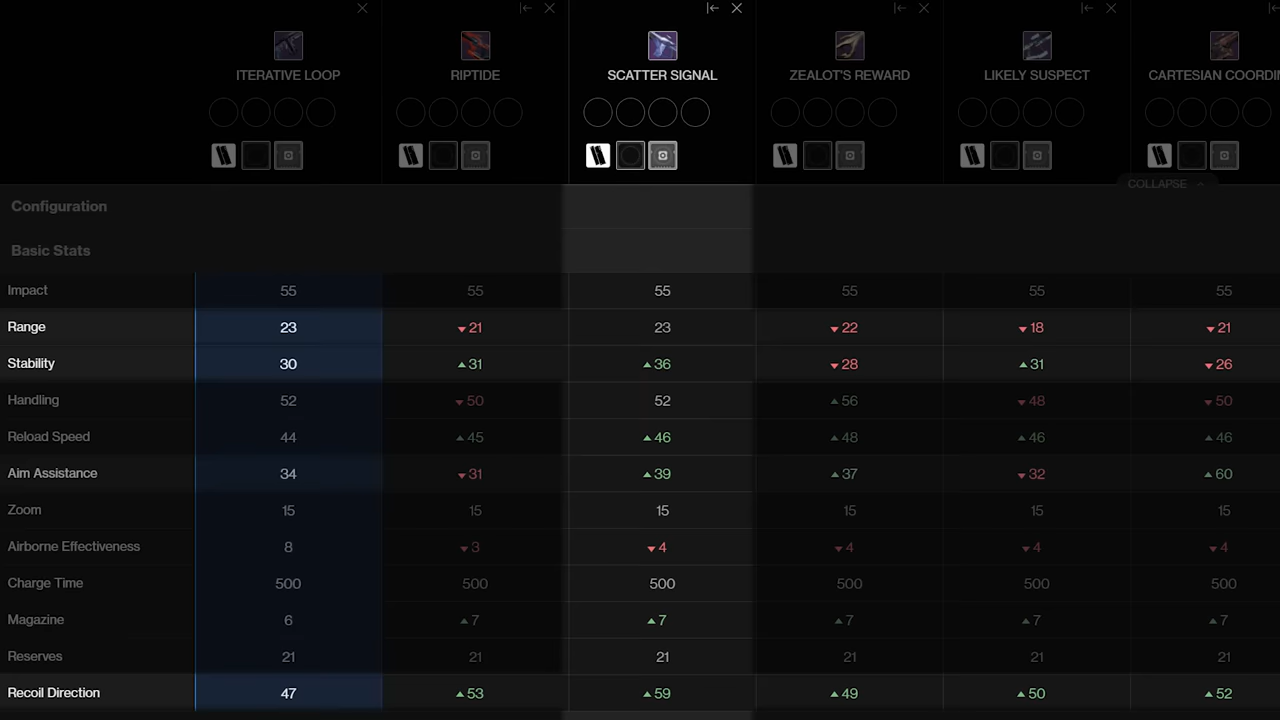 ITERATIVE LOOP RIPTIDE SCATTER SIGNAL ZEALOT'S REWARD LIKELY SUSPECT CARTESIAN COORDIN
COLLAPSE
Configuration
Basic Stats
Impact 55 55 55 55 55 55
Range 23 21 23 22 18 21
Stability 30 31 36 28 31 26
Handling 52 50 52 56 48 50
Reload Speed 44 45 46 48 46 46
Aim Assistance 34 31 39 37 32 60
Zoom 15 15 15 15 15 15
Airborne Effectiveness 8 3 4 4 4 4
Charge Time 500 500 500 500 500 500
Magazine 6 7 7 7 7 7
Reserves 21 21 21 21 21 21
Recoil Direction 47 53 59 49 50 52